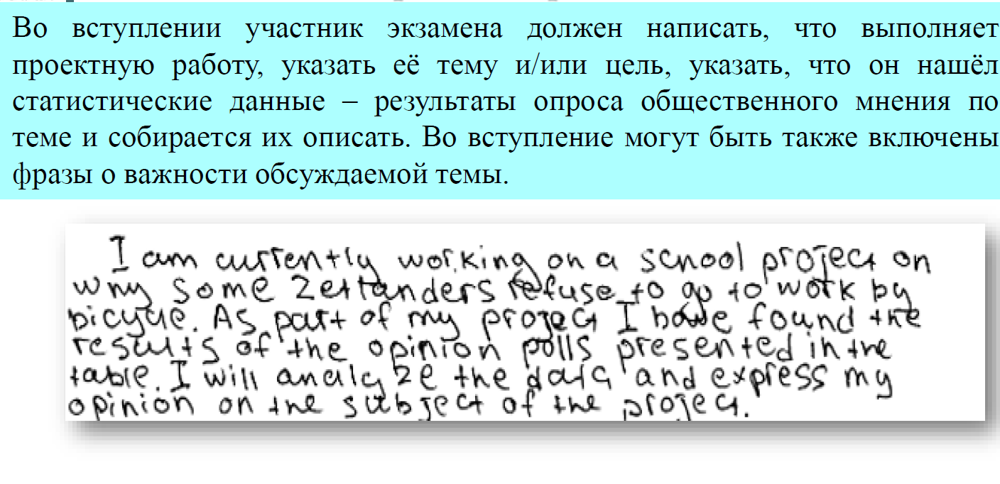 Во вступлении участник экзамена должен написать, что выполняет
проектную работу, указать её тему и/или цель, указать, что он нашёл
статистические данные – результаты опроса общественного мнения по
теме и собирается их описать. Во вступление могут быть также включены
фразы о важности обсуждаемой темы.
I am currently working on a school project on
why some Zetlanders refuse to go to work by
bicycle. As part of my project I have found the
results of the opinion polls presented in the
table. I will analyze the data and express my
opinion on the subject of the project.